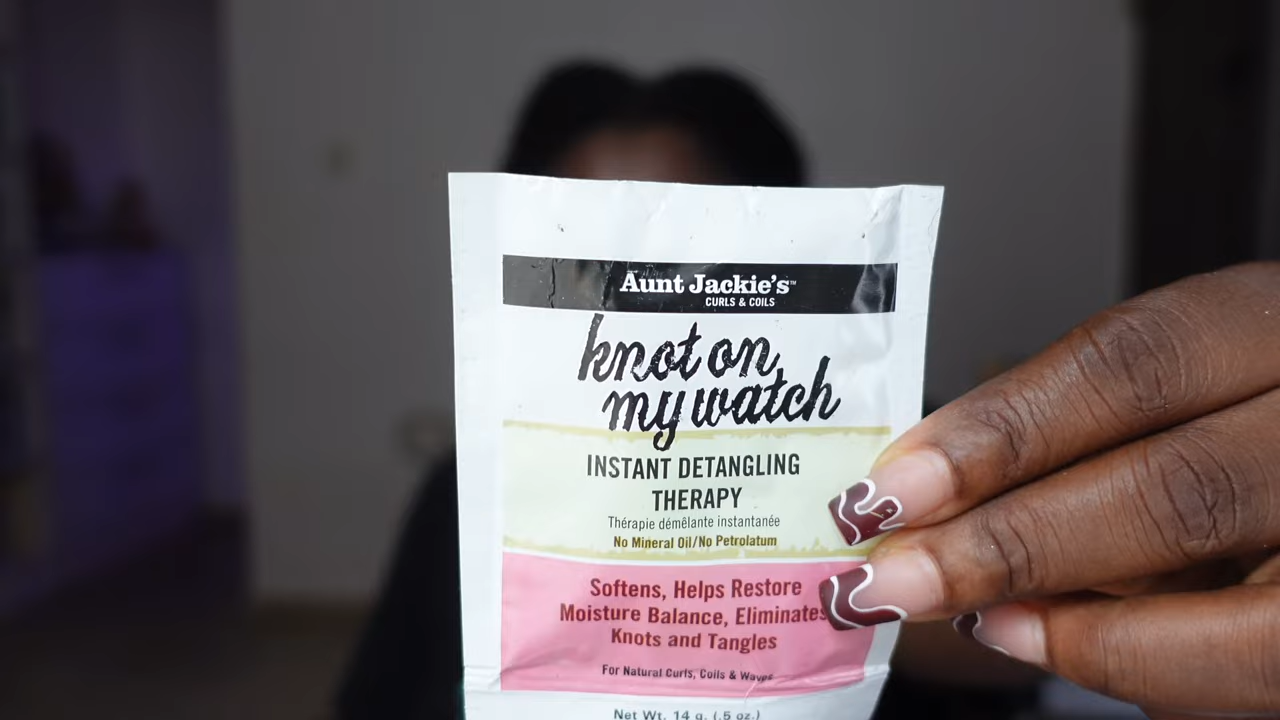 Aunt Jackie's™
CURLS & COILS
knot on
my watch
INSTANT DETANGLING
THERAPY
Thérapie démêlante instantanée
No Mineral Oil/No Petrolatum
Softens, Helps Restore
Moisture Balance, Eliminates
Knots and Tangles
For Natural Curls, Coils & Waves
Net Wt. 14 g. (.5 oz.)